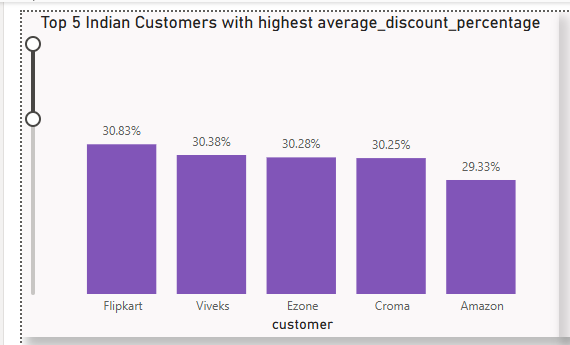 Top 5 Indian Customers with highest average_discount_percentage
30.83%
30.38%
30.28%
30.25%
29.33%
Flipkart
Viveks
Ezone
Croma
Amazon
customer